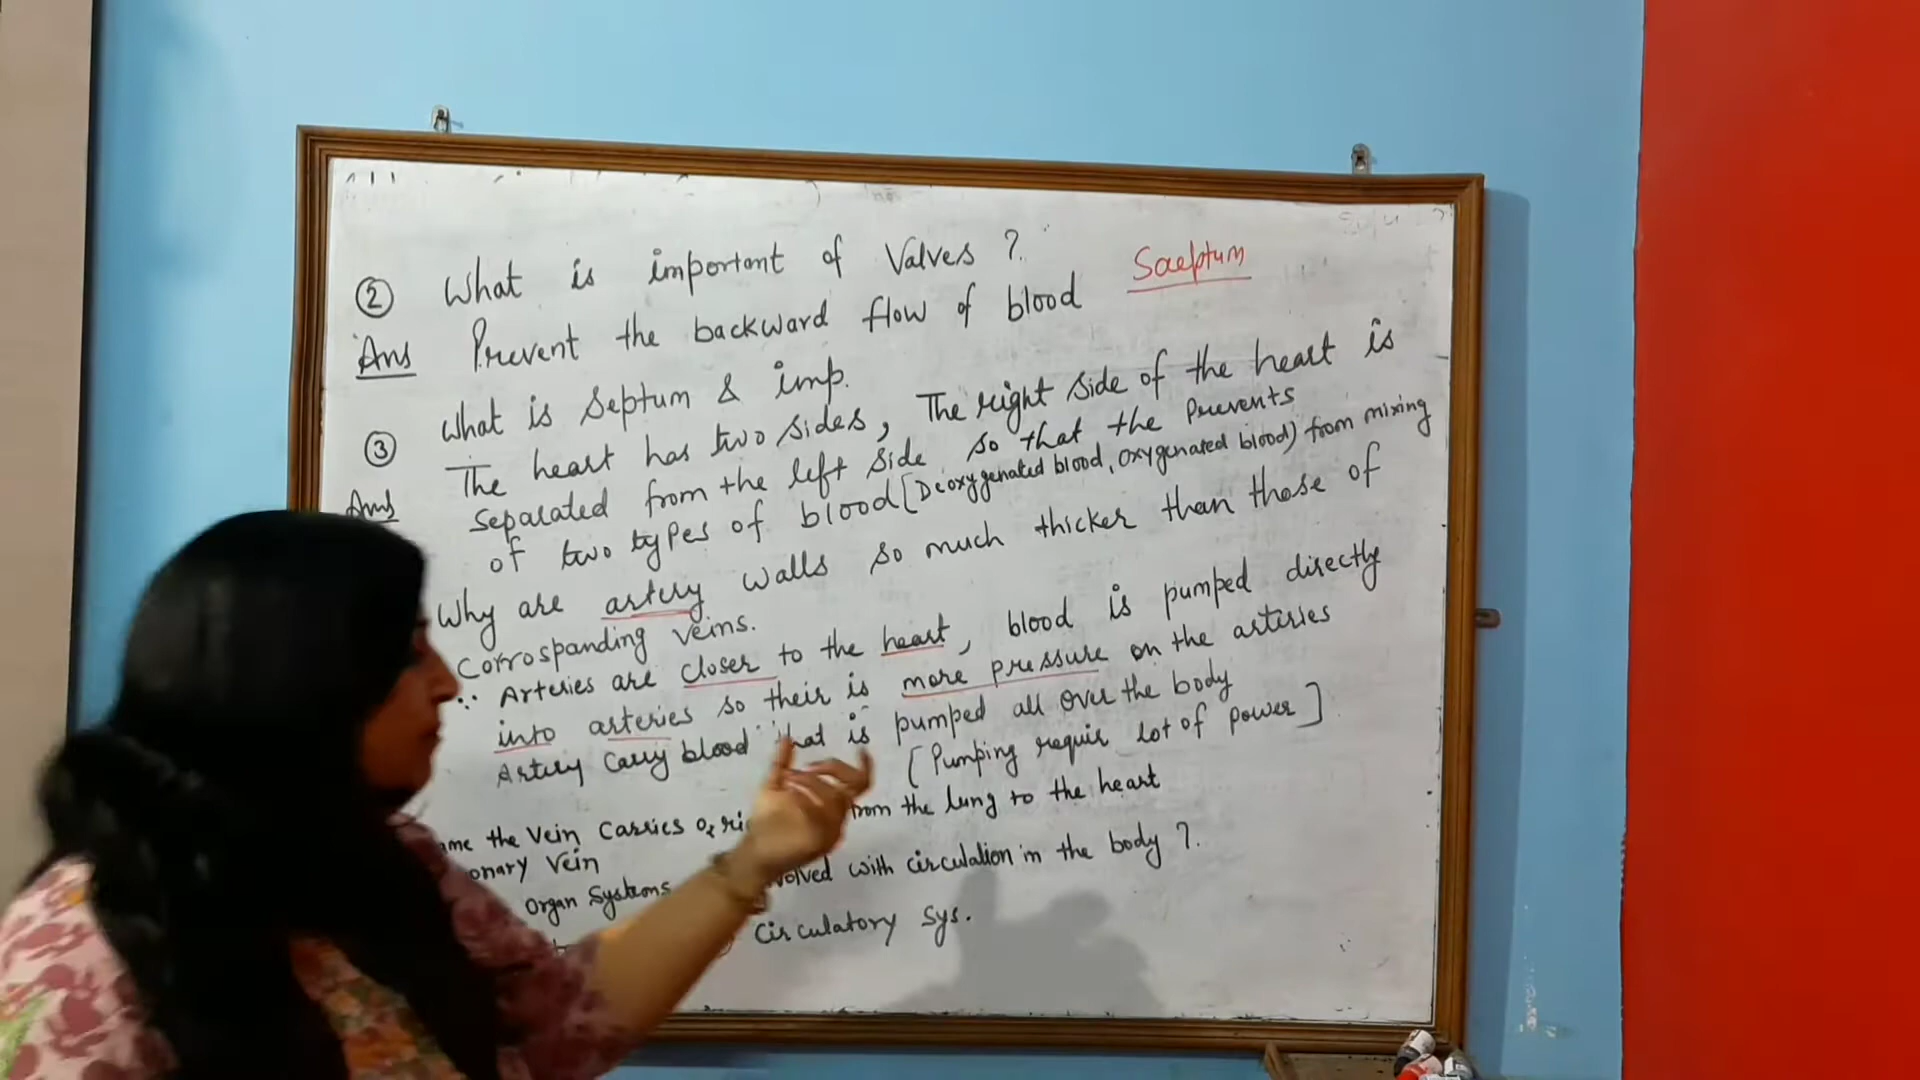 ② What is important of Valves ?
Saeptum
Ans Prevent the backward flow of blood
③ What is Septum & imp.
Ans The heart has two sides, The right side of the heart is
separated from the left side so that the prevents
of two types of blood [Deoxygenated blood, oxygenated blood) from mixing
Why are artery walls so much thicker than those of
corrospanding veins.
∵ Arteries are closer to the heart, blood is pumped directly
into arteries so their is more pressure on the arteries
Artery Carry blood that is pumped all over the body
[Pumping requir lot of power]
the Vein Carries O₂ from the lung to the heart
Vein
Organ Systems with circulation in the body ?
Circulatory Sys.